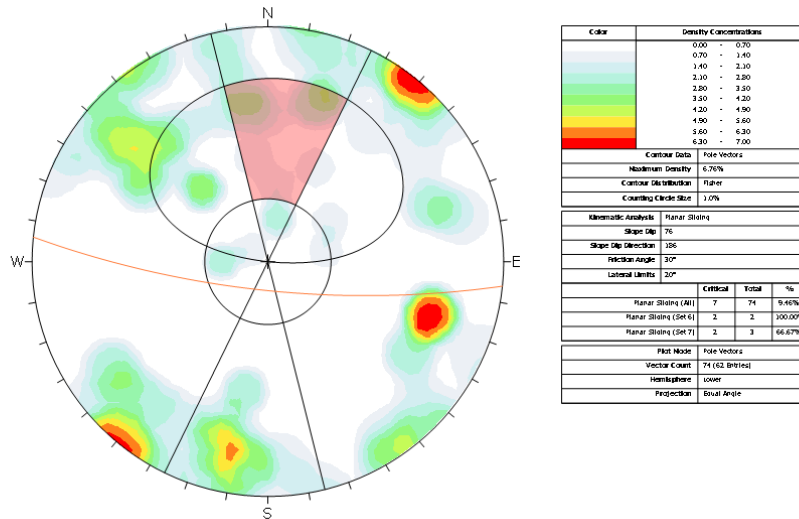 N
W
E
S
Color Density Concentrations
0.00 - 0.70
0.70 - 1.40
1.40 - 2.10
2.10 - 2.80
2.80 - 3.50
3.50 - 4.20
4.20 - 4.90
4.90 - 5.60
5.60 - 6.30
6.30 - 7.00
Contour Data Pole Vectors
Maximum Density 6.76%
Contour Distribution Fisher
Counting Circle Size 1.0%
Kinematic Analysis Planar Sliding
Slope Dip 76
Slope Dip Direction 186
Friction Angle 30°
Lateral Limits 20°
Critical Total %
Planar Sliding (All) 7 74 9.46%
Planar Sliding (Set 6) 2 2 100.00%
Planar Sliding (Set 7) 2 3 66.67%
Plot Mode Pole Vectors
Vector Count 74 (62 Entries)
Hemisphere Lower
Projection Equal Angle